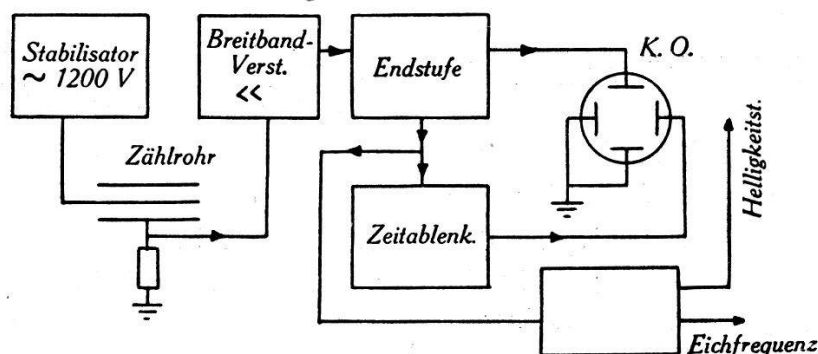 Stabilisator
~ 1200 V
Breitband-
Verst.
<<
Endstufe
K. O.
Zählrohr
Zeitablenk.
Helligkeitst.
Eichfrequenz